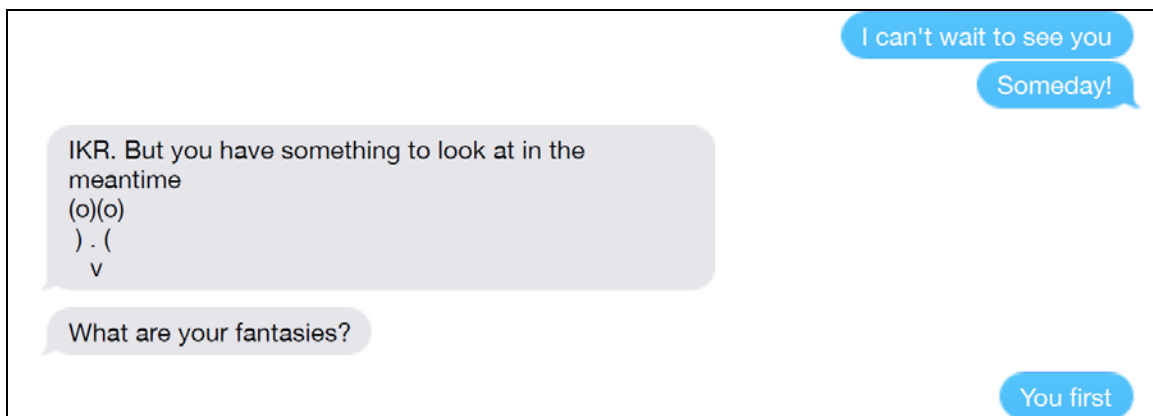 I can't wait to see you
Someday!
IKR. But you have something to look at in the
meantime
(o)(o)
) . (
v
What are your fantasies?
You first